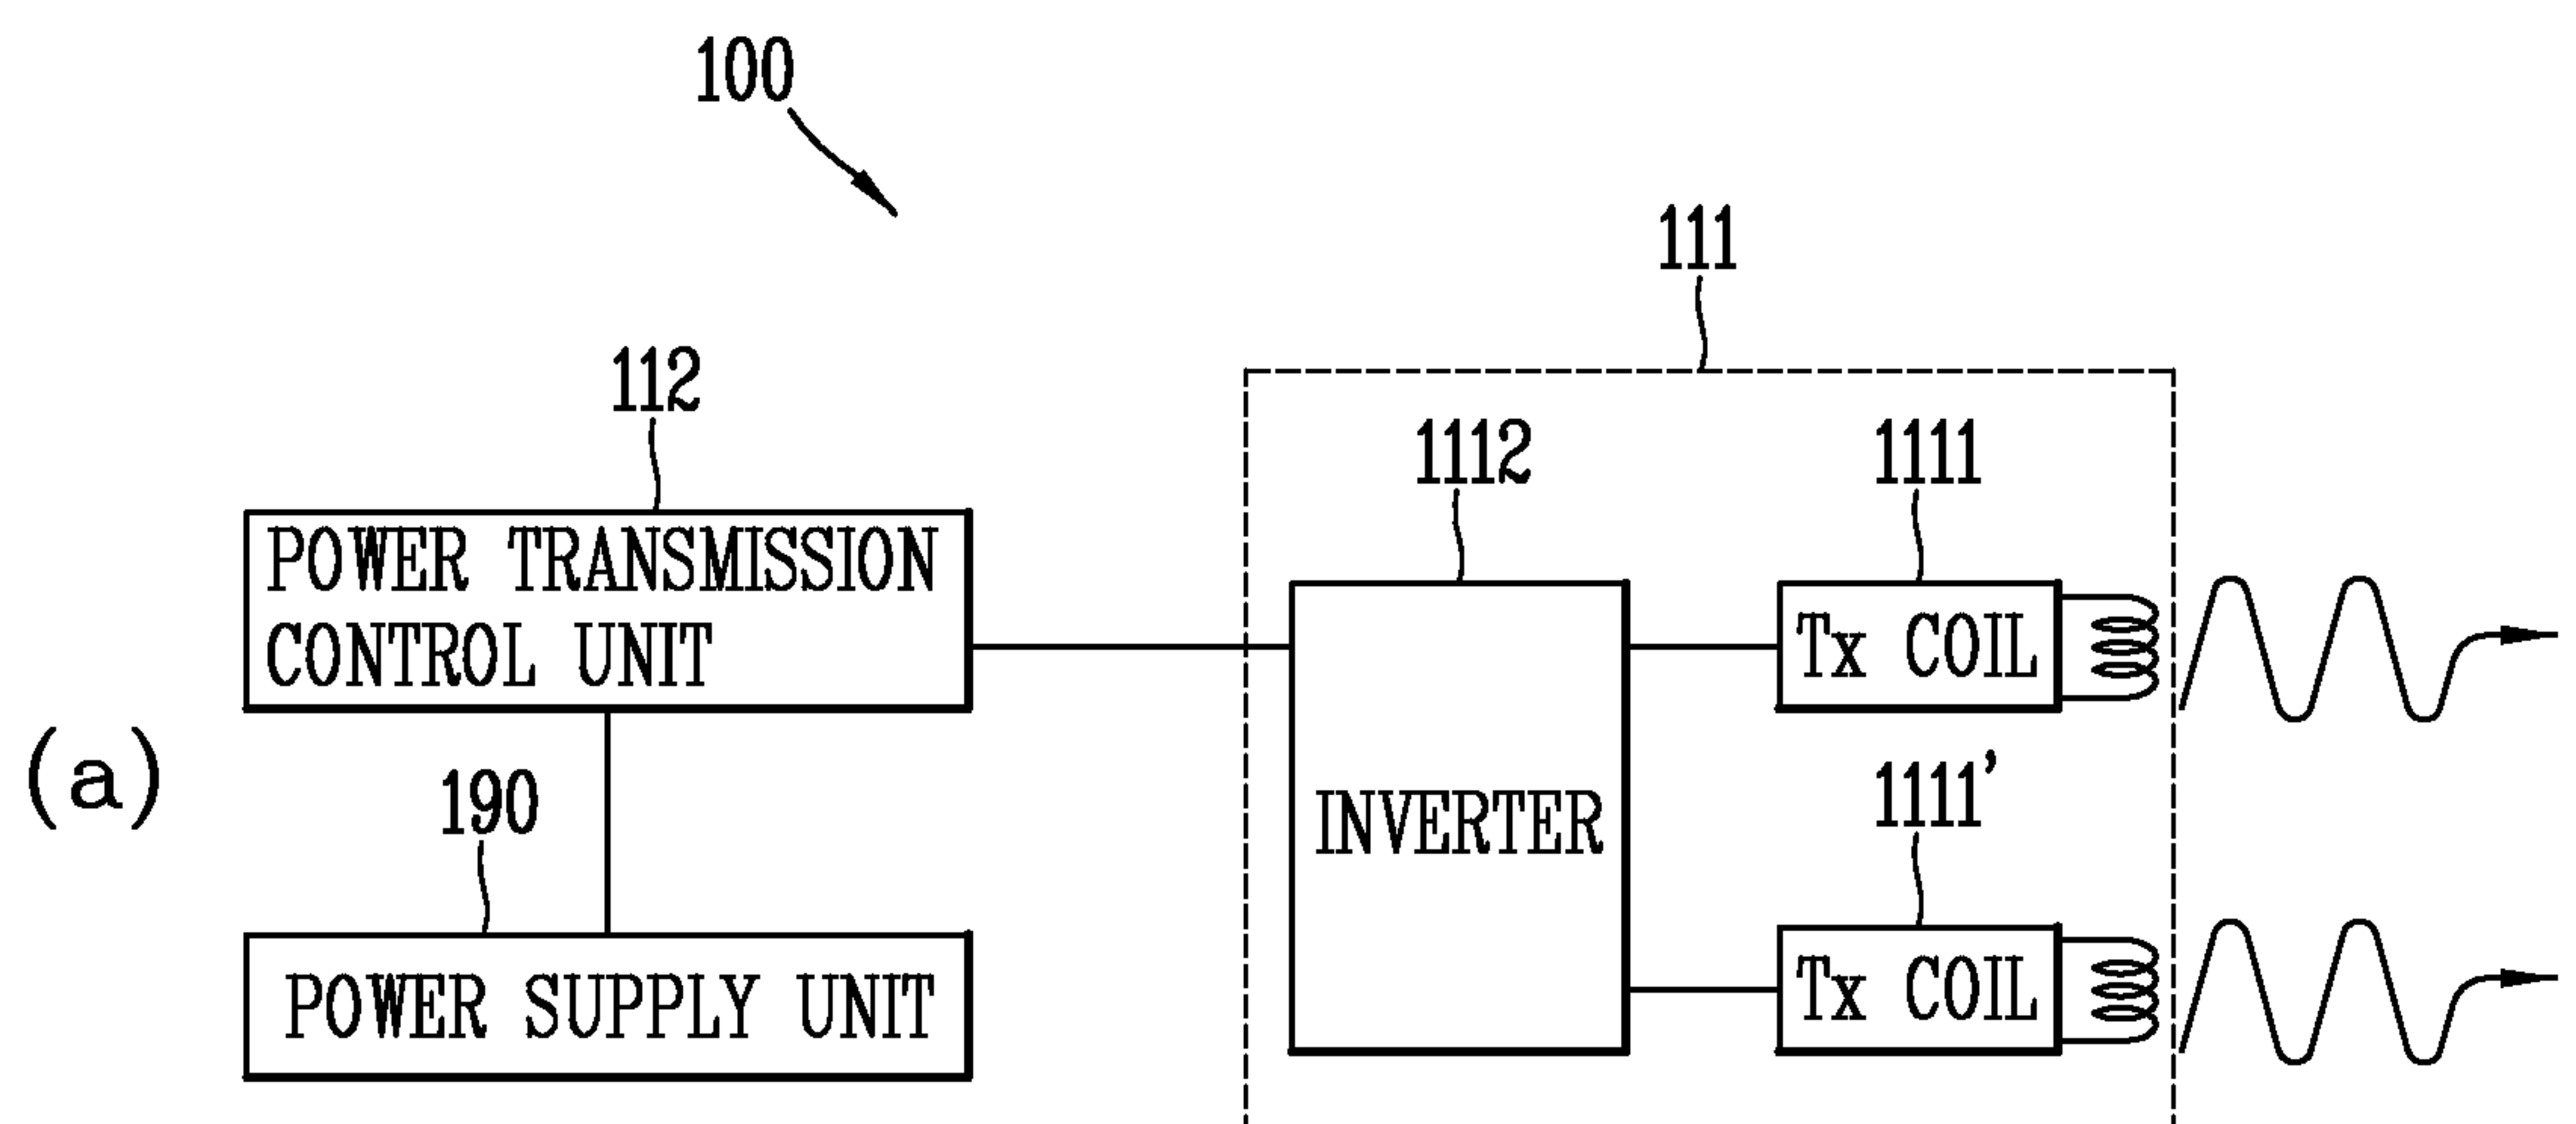 100
111
112
1112
1111
POWER TRANSMISSION
CONTROL UNIT
Tx COIL
(a)
190
INVERTER
1111'
POWER SUPPLY UNIT
Tx COIL